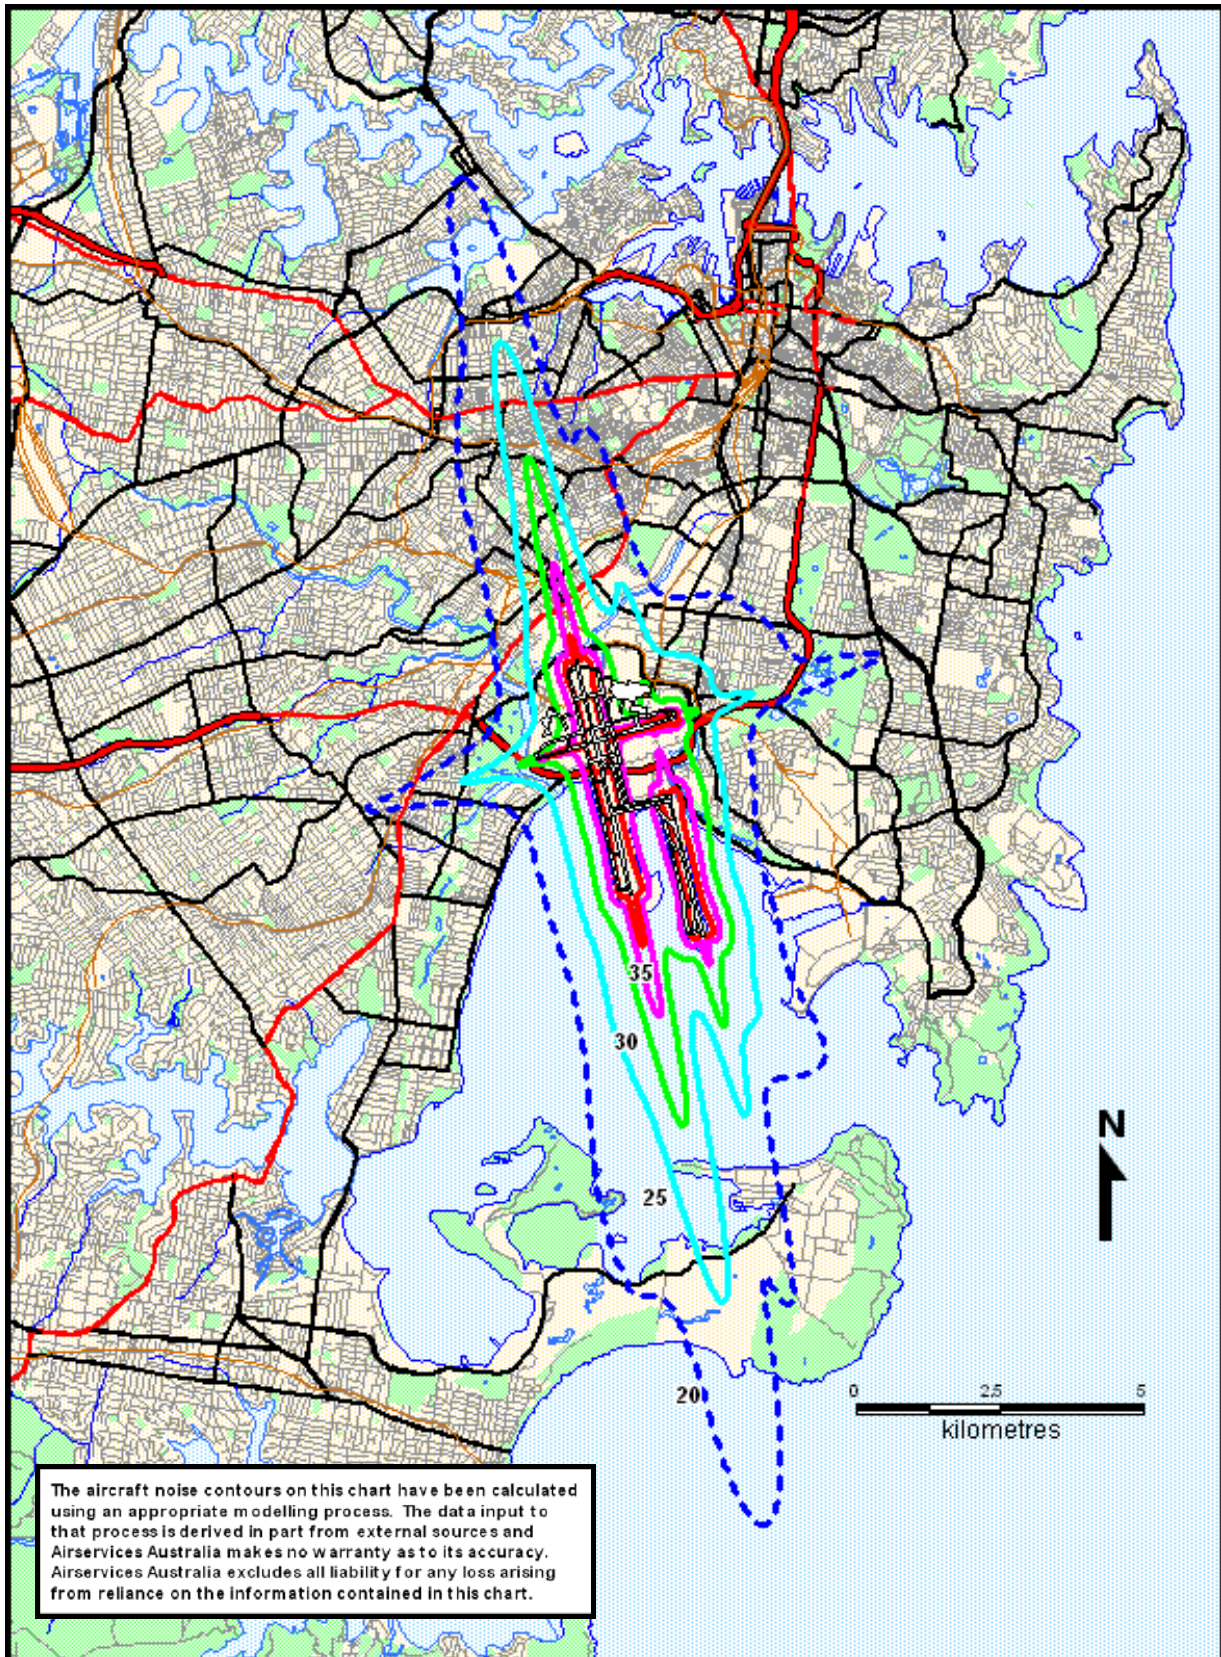 35
30
N
25
20
0 2.5 5
kilometres
The aircraft noise contours on this chart have been calculated
using an appropriate modelling process. The data input to
that process is derived in part from external sources and
Airservices Australia makes no warranty as to its accuracy.
Airservices Australia excludes all liability for any loss arising
from reliance on the information contained in this chart.